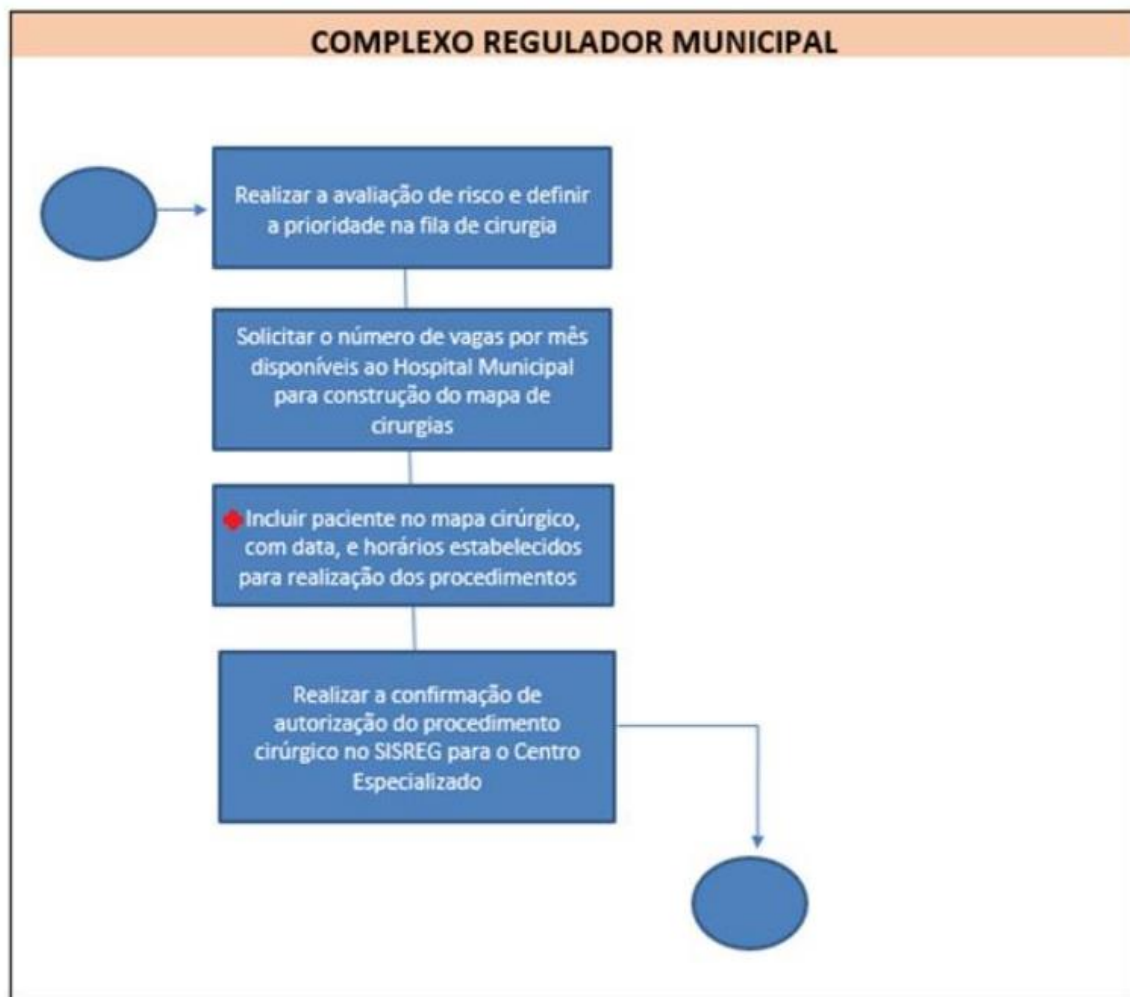 COMPLEXO REGULADOR MUNICIPAL
Realizar a avaliação de risco e definir
a prioridade na fila de cirurgia
Solicitar o número de vagas por mês
disponíveis ao Hospital Municipal
para construção do mapa de
cirurgias
Incluir paciente no mapa cirúrgico,
com data, e horários estabelecidos
para realização dos procedimentos
Realizar a confirmação de
autorização do procedimento
cirúrgico no SISREG para o Centro
Especializado